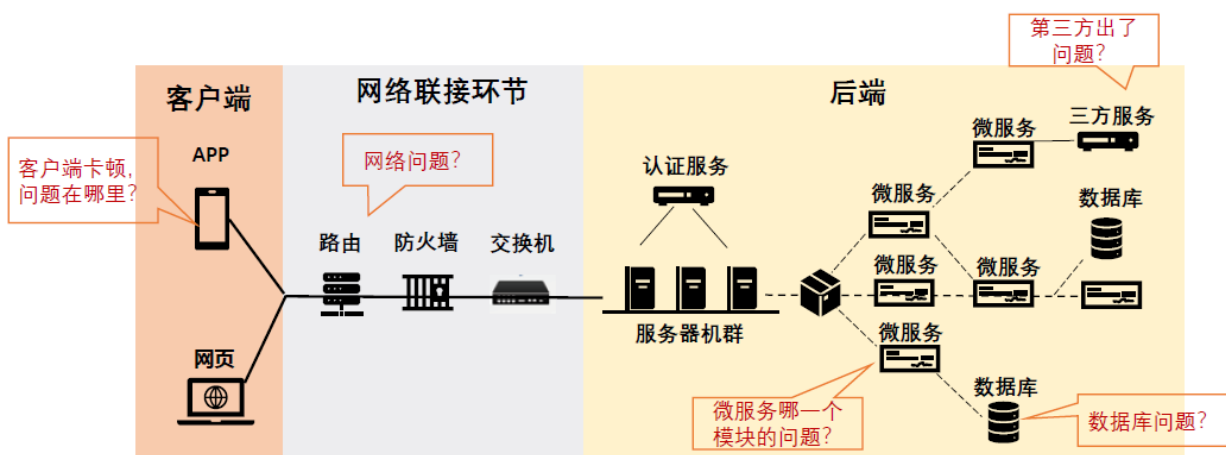 第三方出了
问题?
客户端
网络联接环节
后端
APP
客户端卡顿,
问题在哪里?
网络问题?
路由
防火墙
交换机
网页
认证服务
服务器机群
微服务
三方服务
微服务
数据库
微服务
微服务
微服务
数据库
微服务哪一个
模块的问题?
数据库问题?